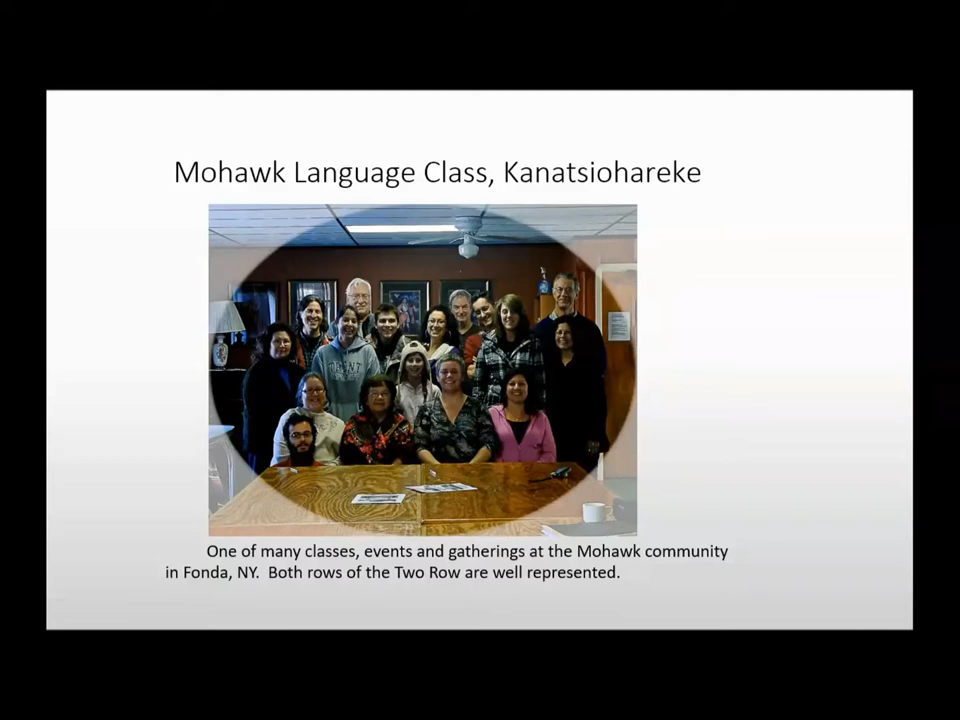 Mohawk Language Class, Kanatsiohareke
One of many classes, events and gatherings at the Mohawk community
in Fonda, NY. Both rows of the Two Row are well represented.